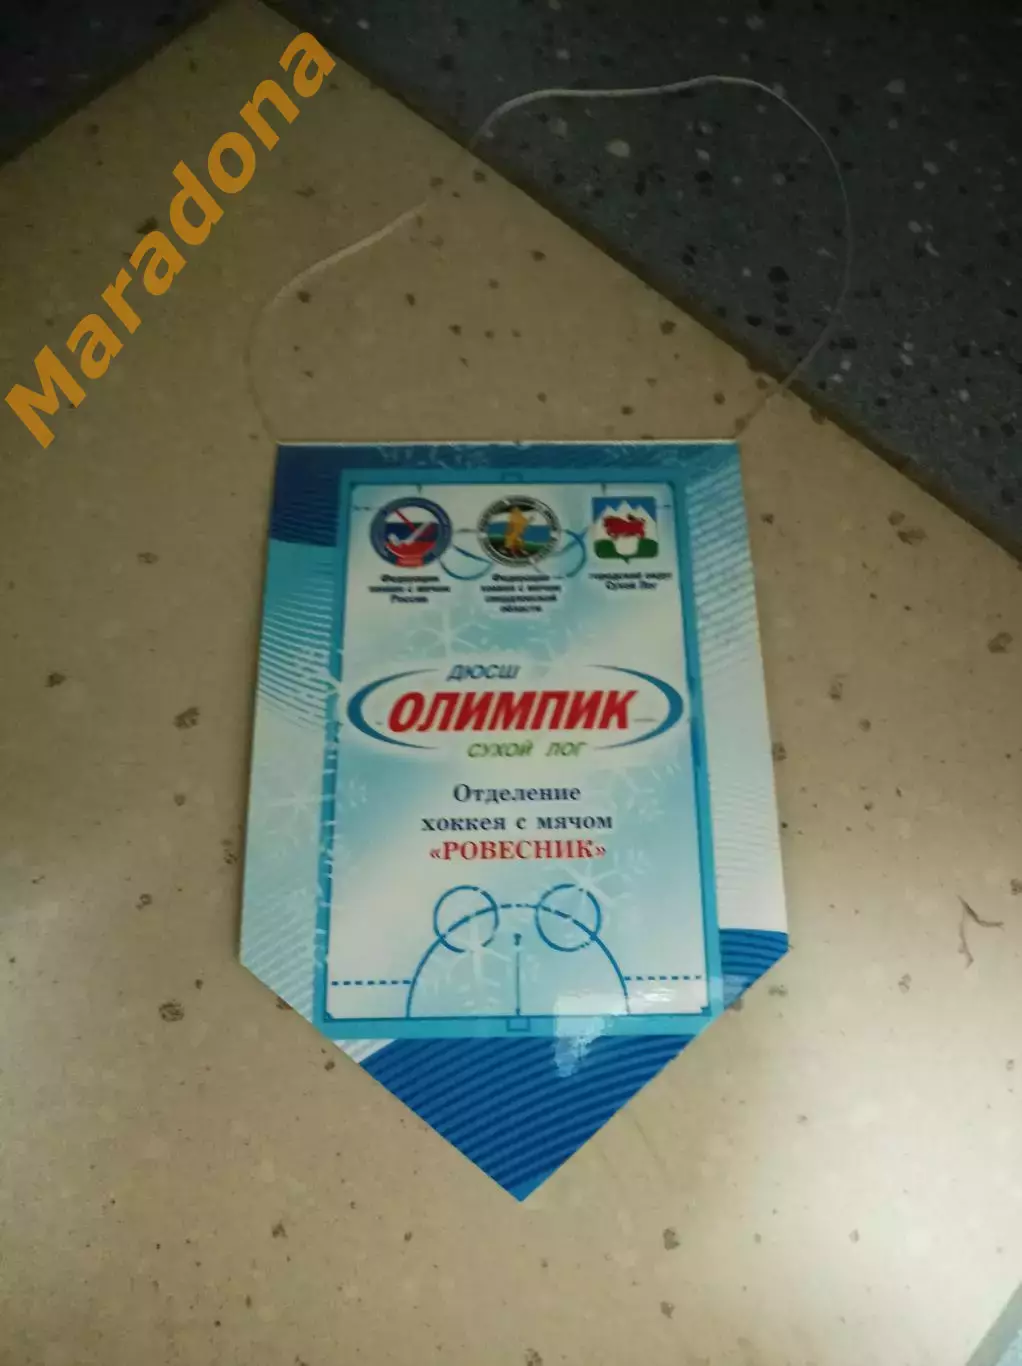 Maradona
Федерация
хоккея с мячом
России
Федерация
хоккея с мячом
свердловской
области
городской округ
Сухой Лог
ДЮСШ
ОЛИМПИК
СУХОЙ ЛОГ
Отделение
хоккея с мячом
«РОВЕСНИК»